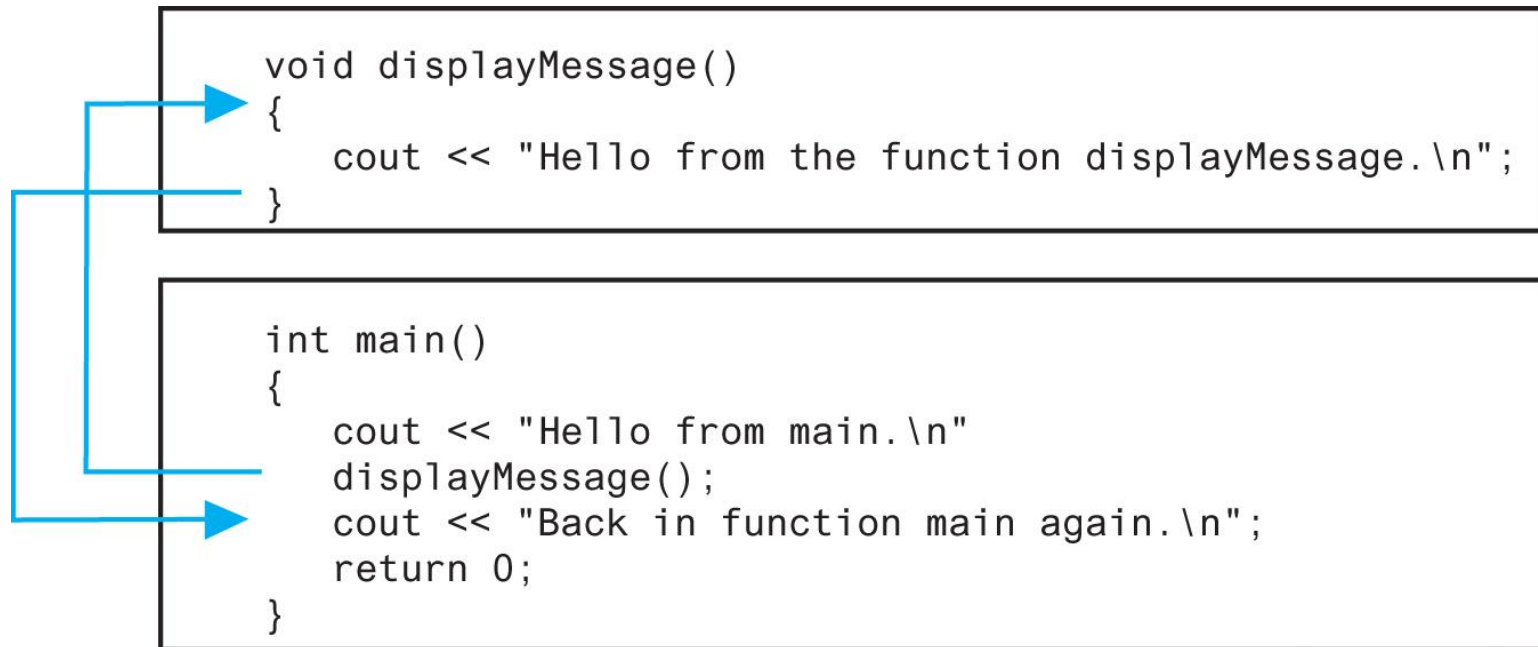 void displayMessage()
{
   cout << "Hello from the function displayMessage.\n";
}
int main()
{
   cout << "Hello from main.\n"
   displayMessage();
   cout << "Back in function main again.\n";
   return 0;
}